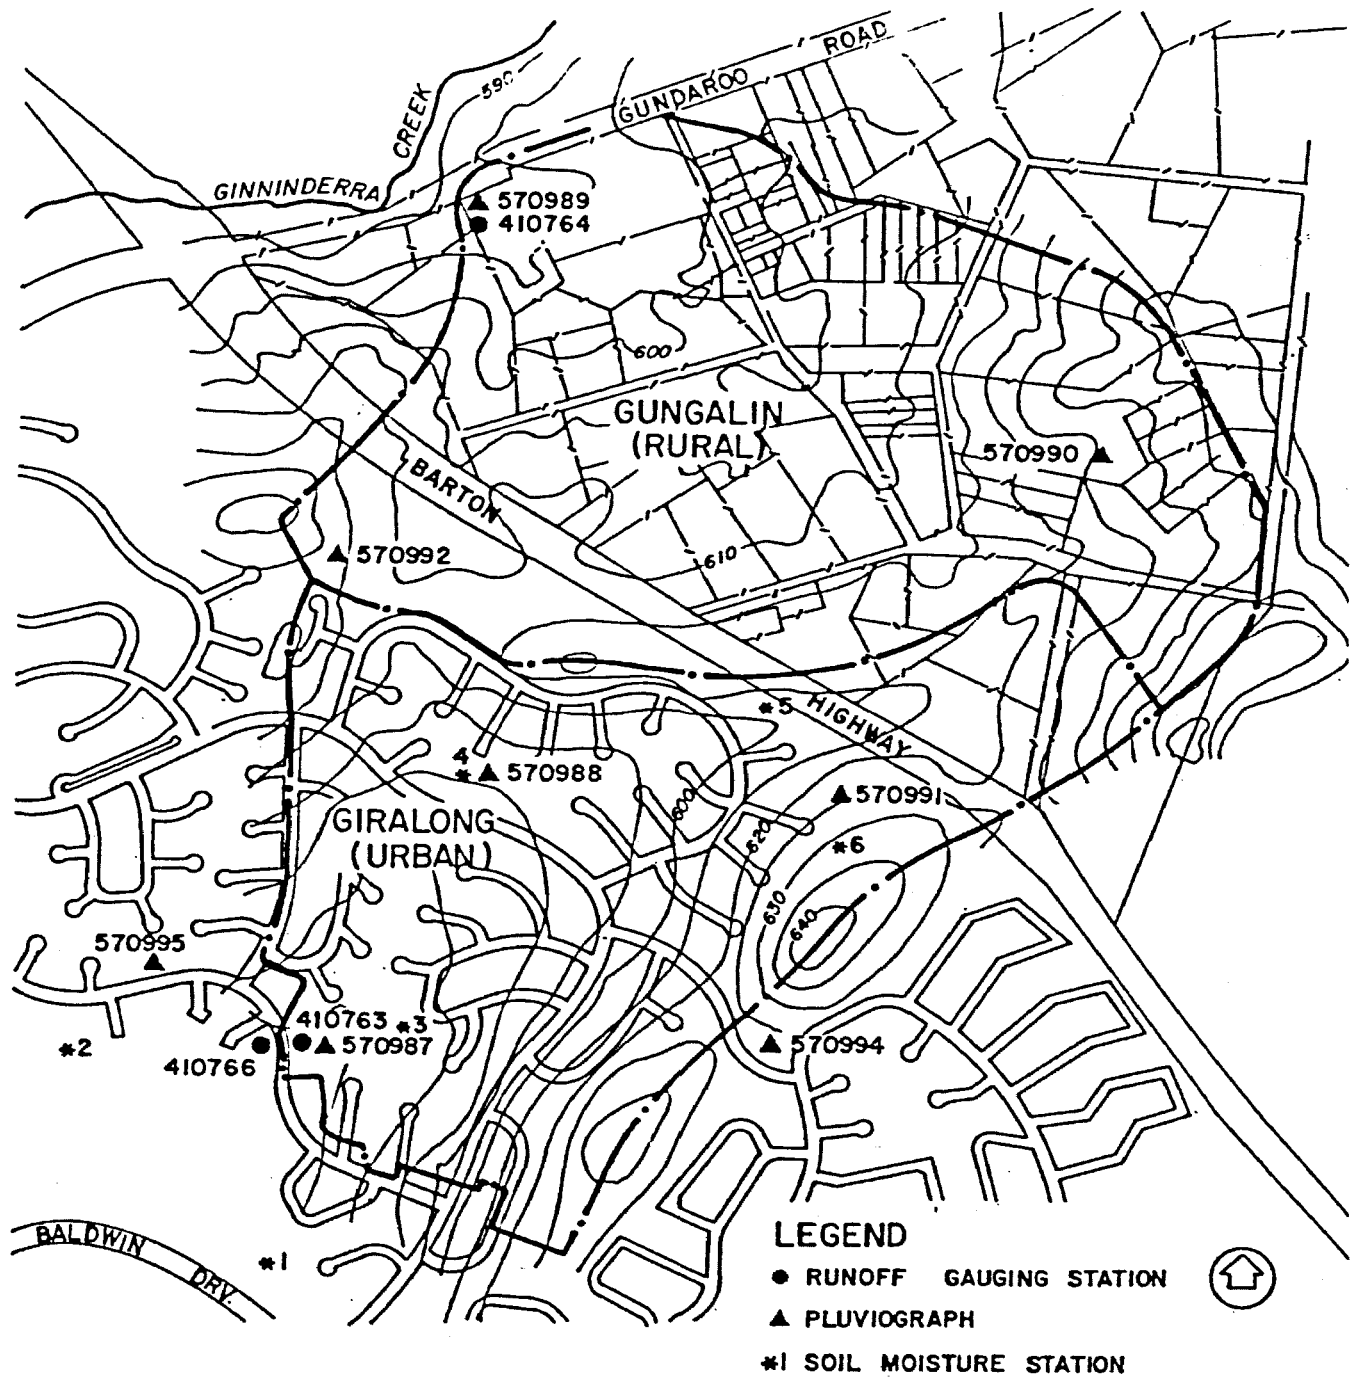 ROAD
GUNDAROO
590
CREEK
GINNINDERRA
570989
410764
600
GUNGALIN
(RURAL)
570990
BARTON
570992
610
*5
HIGHWAY
4
* 570988
570991
600
620
*6
GIRALONG
(URBAN)
630
640
570995
410763 *3
570987
*2
410766
570994
BALDWIN
DRV.
*1
LEGEND
RUNOFF GAUGING STATION
PLUVIOGRAPH
*1 SOIL MOISTURE STATION